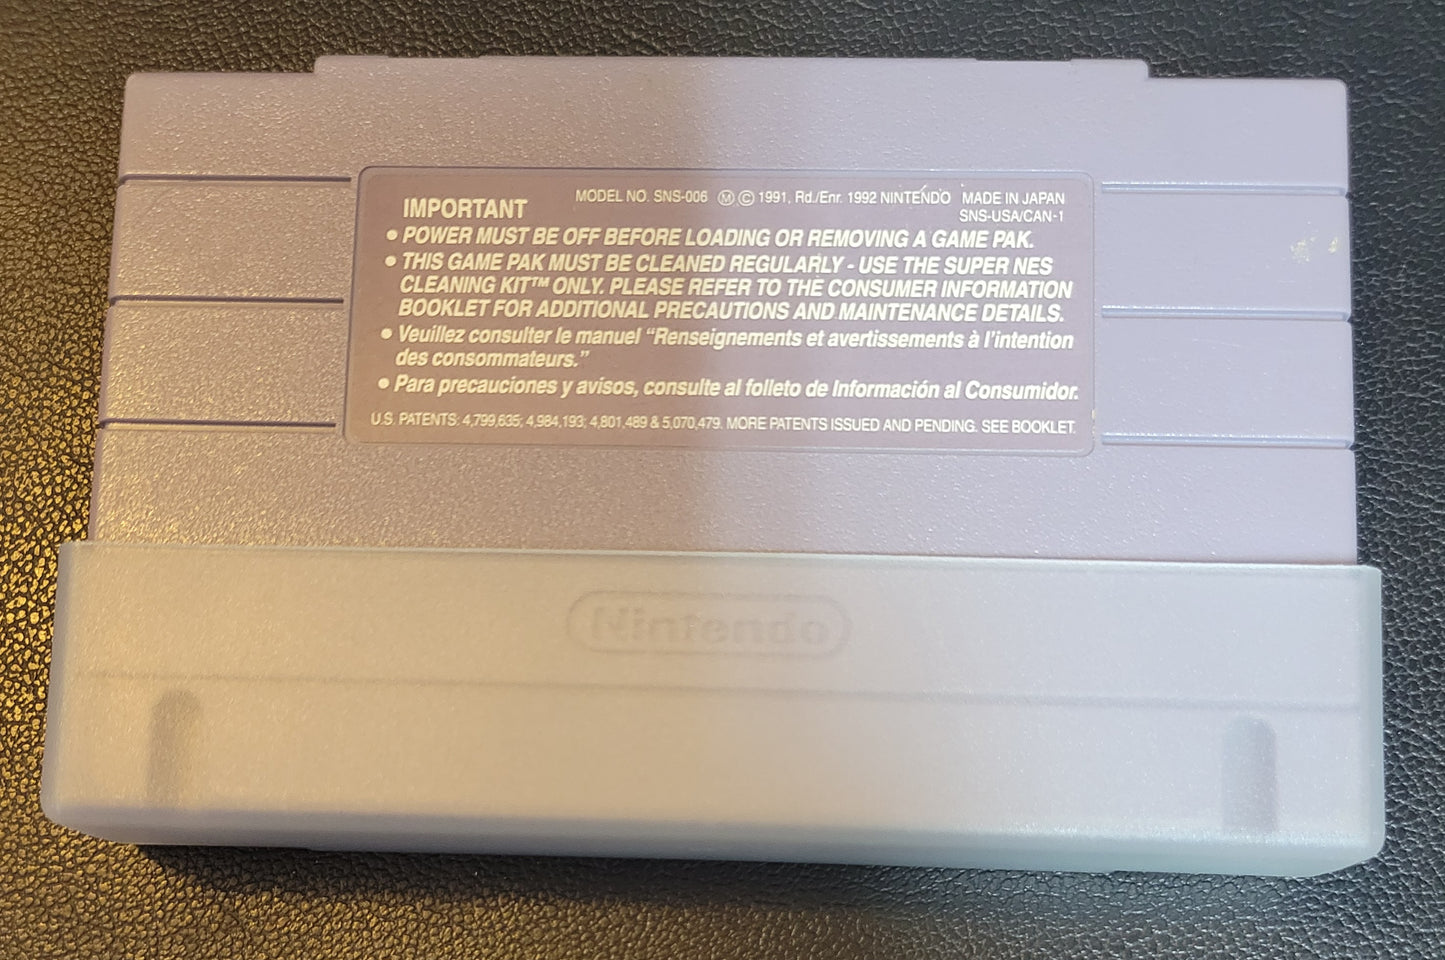 MODEL NO. SNS-006 Ⓜ © 1991, Rd./Enr. 1992 NINTENDO MADE IN JAPAN
IMPORTANT SNS-USA/CAN-1
● POWER MUST BE OFF BEFORE LOADING OR REMOVING A GAME PAK.
● THIS GAME PAK MUST BE CLEANED REGULARLY - USE THE SUPER NES
CLEANING KIT™ ONLY. PLEASE REFER TO THE CONSUMER INFORMATION
BOOKLET FOR ADDITIONAL PRECAUTIONS AND MAINTENANCE DETAILS.
● Veuillez consulter le manuel “Renseignements et avertissements à l’intention
des consommateurs.”
● Para precauciones y avisos, consulte al folleto de Información al Consumidor.
U.S. PATENTS: 4,799,635; 4,984,193; 4,801,489 & 5,070,479. MORE PATENTS ISSUED AND PENDING. SEE BOOKLET.
Nintendo